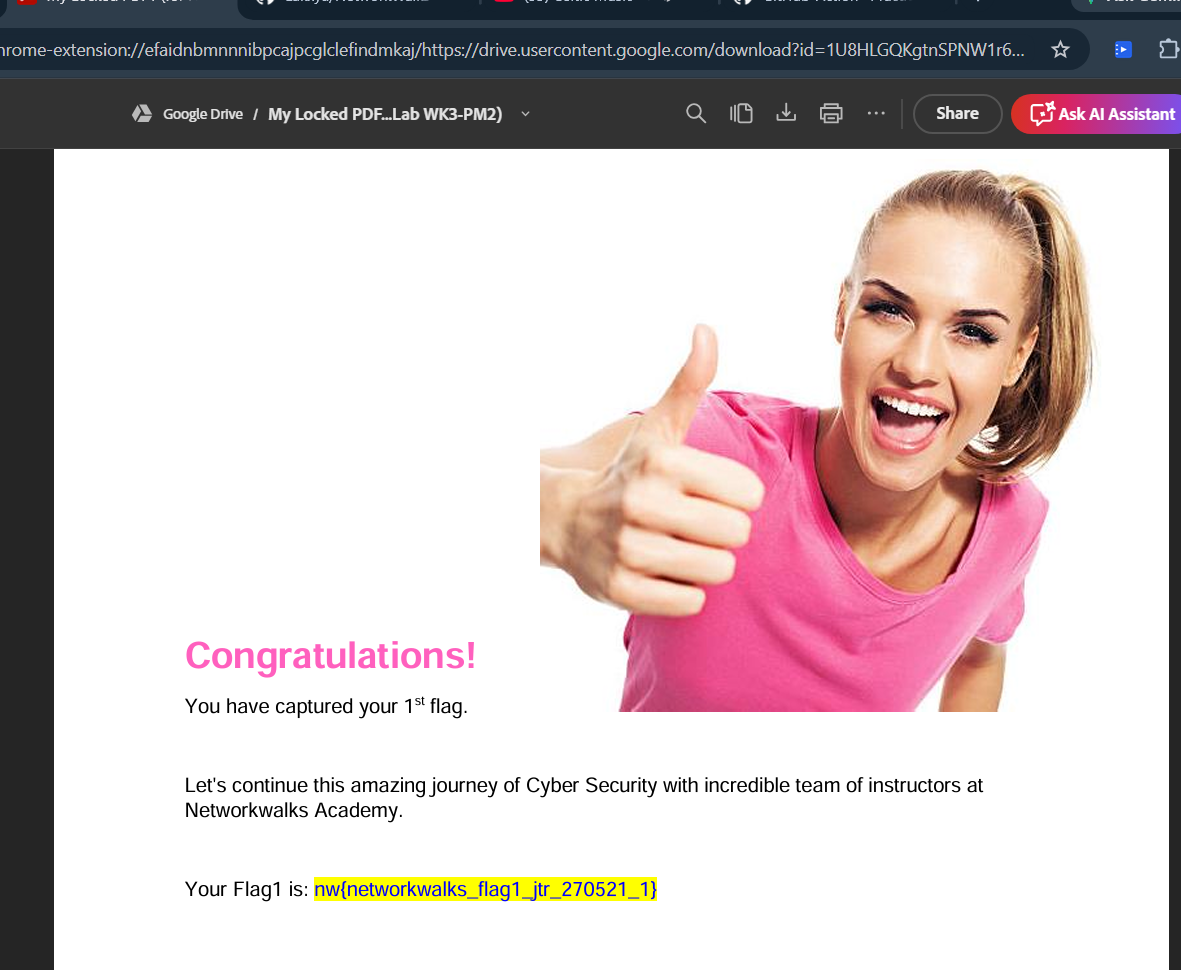 hrome-extension://efaidnbmnnnibpcajpcglclefindmkaj/https://drive.usercontent.google.com/download?id=1U8HLGQKgtnSPNW1r6...
Google Drive / My Locked PDF...Lab WK3-PM2)
Share
Ask AI Assistant
Congratulations!
You have captured your 1st flag.
Let's continue this amazing journey of Cyber Security with incredible team of instructors at
Networkwalks Academy.
Your Flag1 is: nw{networkwalks_flag1_jtr_270521_1}